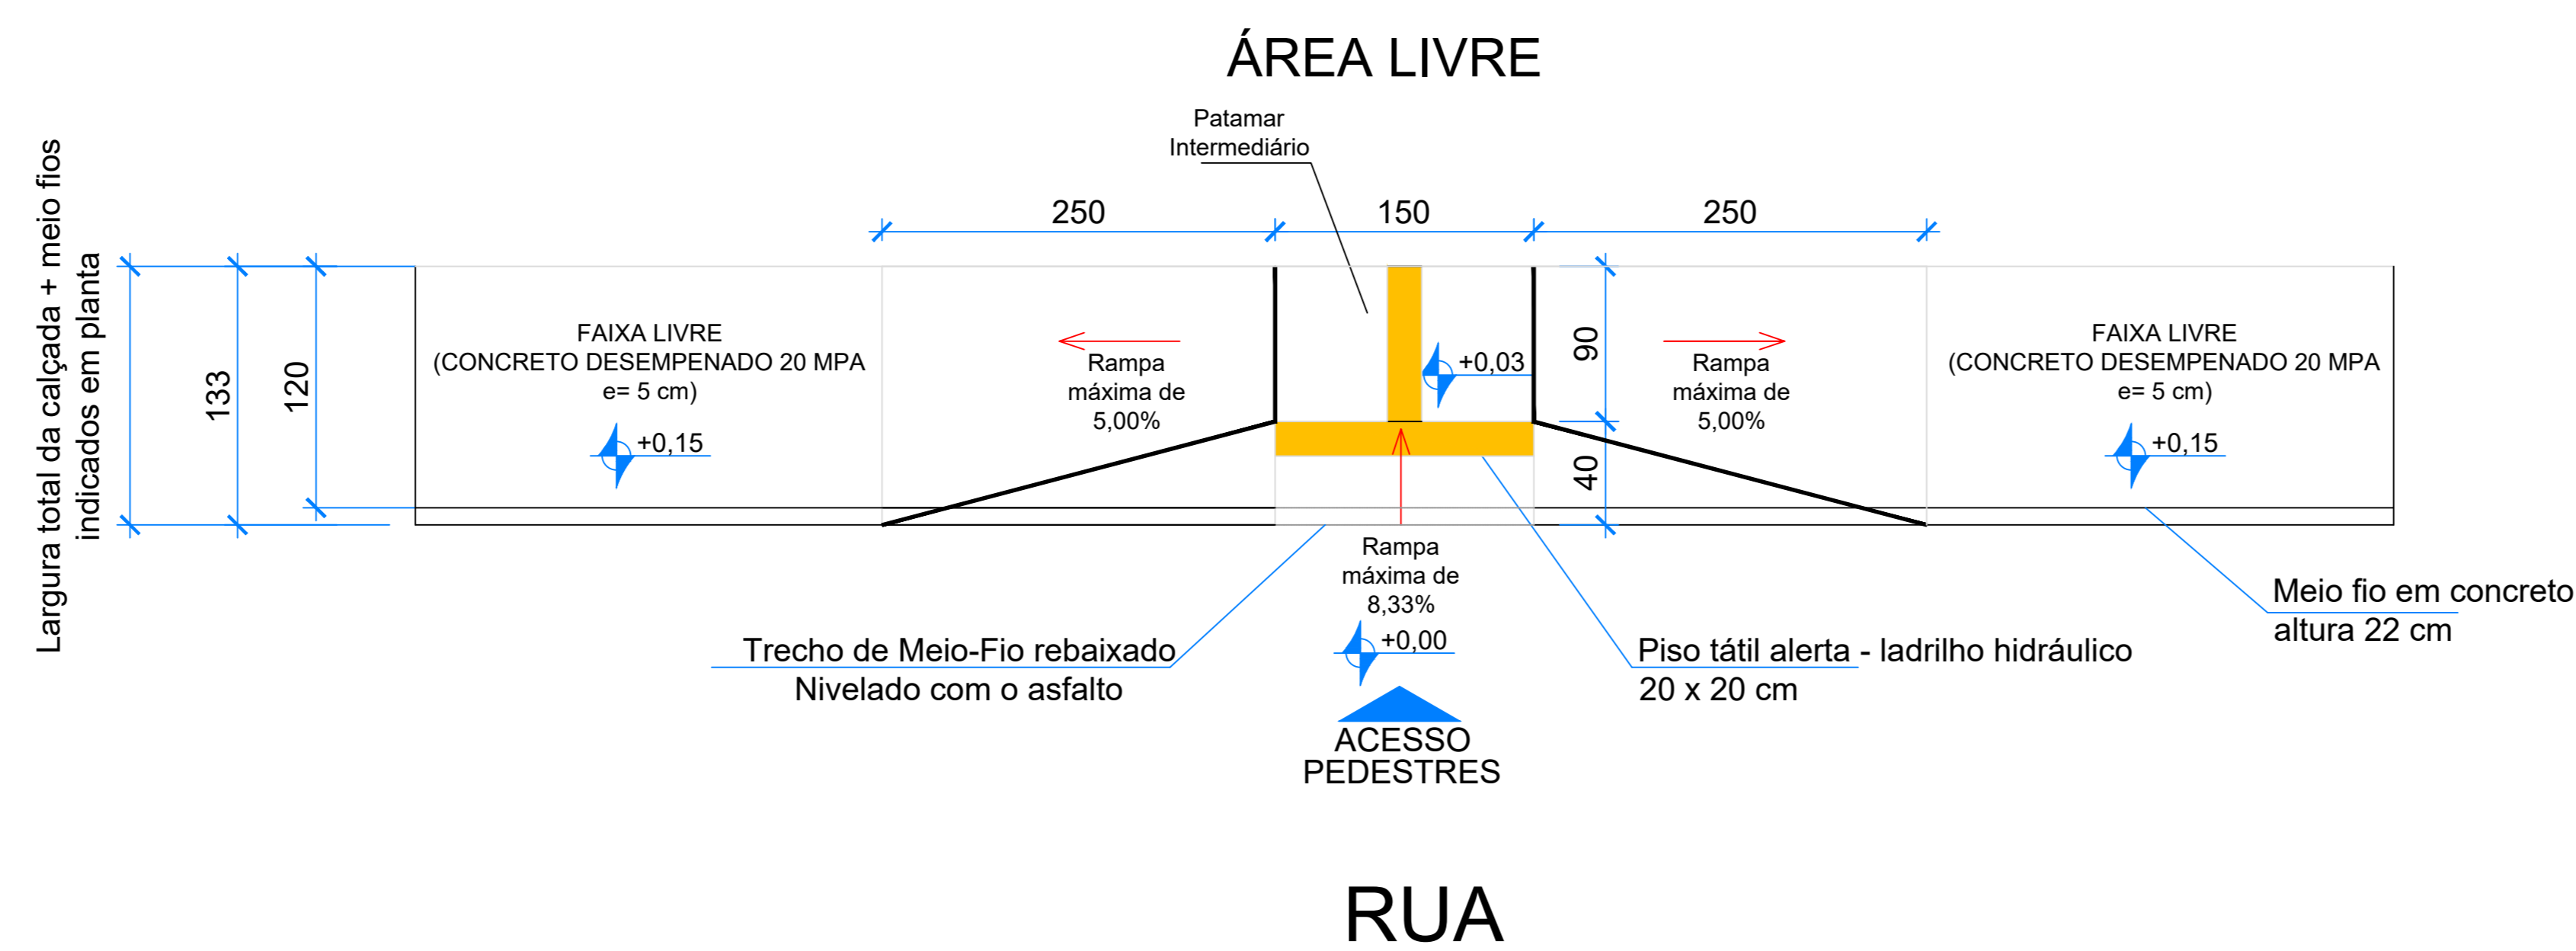 ÁREA LIVRE
Patamar
Intermediário
250
150
250
Largura total da calçada + meio fios
indicados em planta
133
120
FAIXA LIVRE
(CONCRETO DESEMPENADO 20 MPA
e= 5 cm)
+0,15
Rampa
máxima de
5,00%
+0,03
90
40
Rampa
máxima de
5,00%
FAIXA LIVRE
(CONCRETO DESEMPENADO 20 MPA
e= 5 cm)
+0,15
Rampa
máxima de
8,33%
+0,00
Trecho de Meio-Fio rebaixado
Nivelado com o asfalto
Piso tátil alerta - ladrilho hidráulico
20 x 20 cm
Meio fio em concreto
altura 22 cm
ACESSO
PEDESTRES
RUA